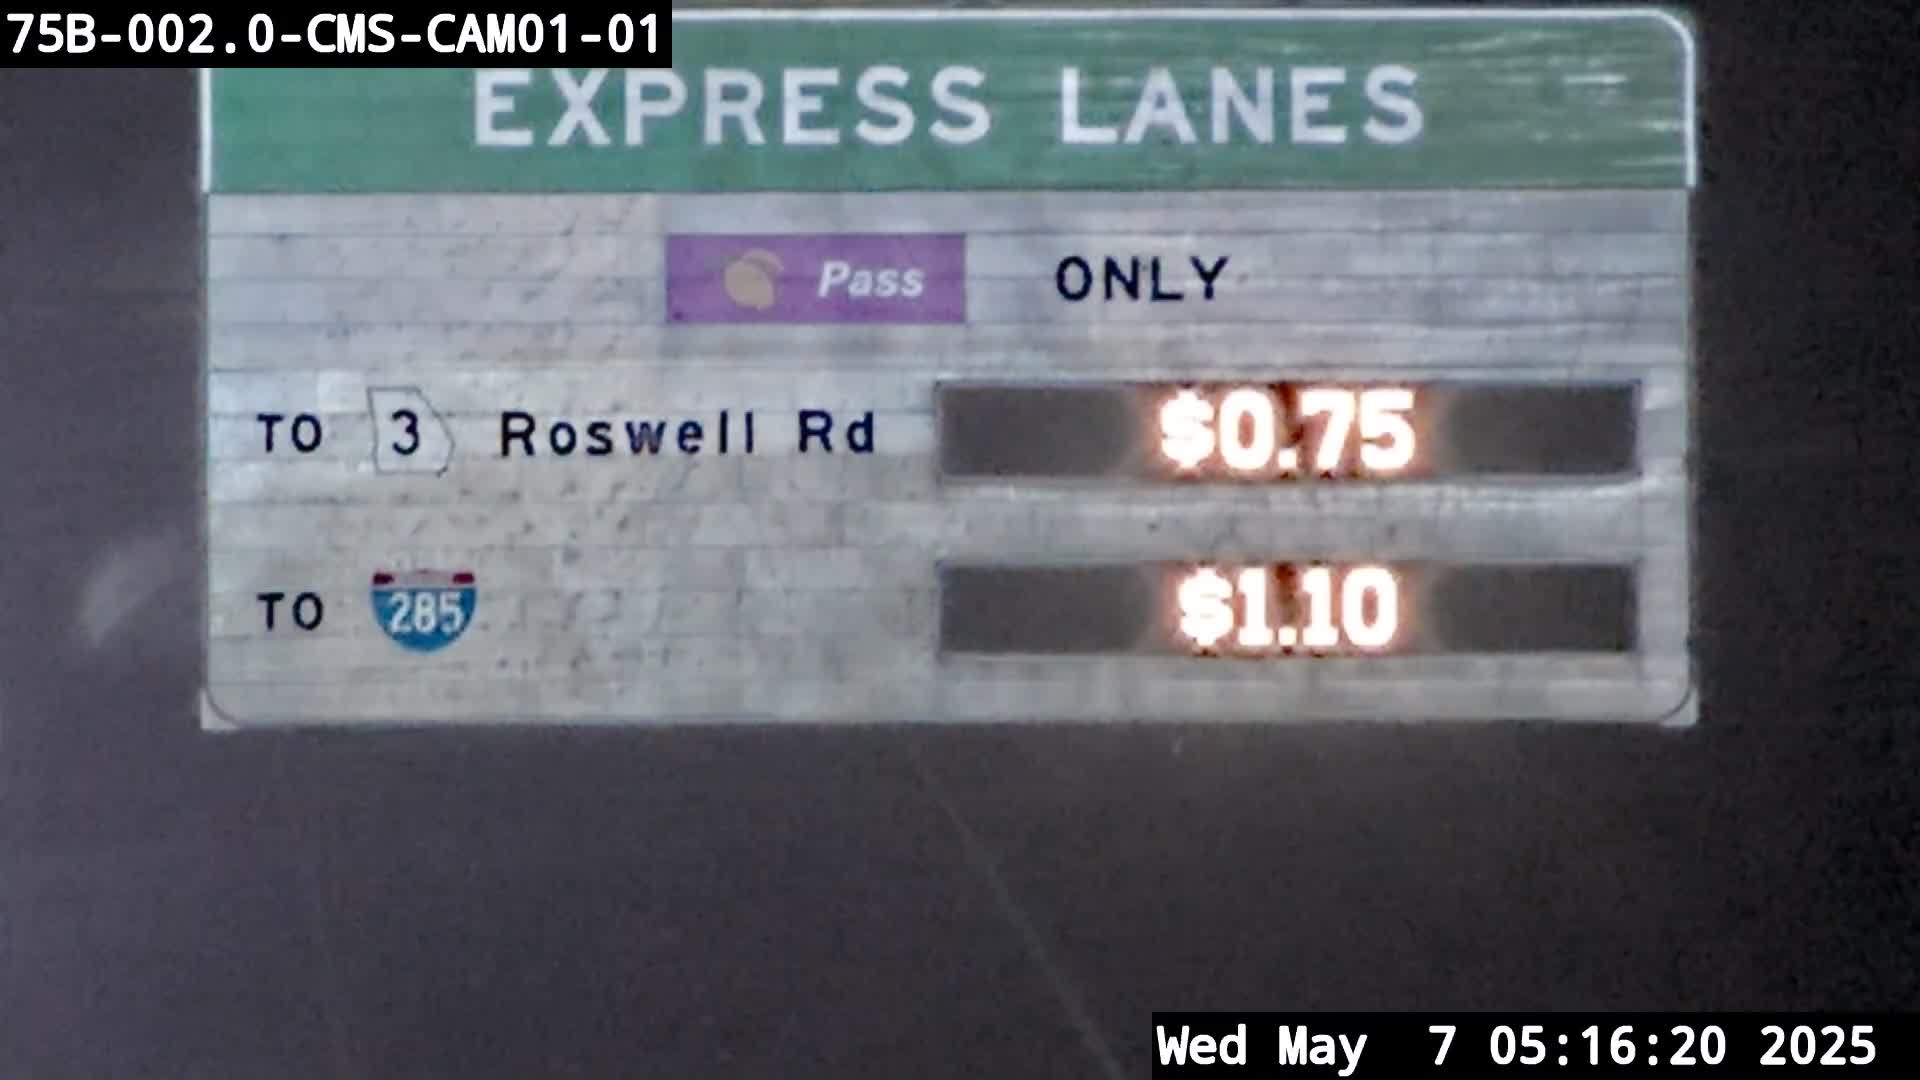 75B-002.0-CMS-CAM01-01
EXPRESS LANES
Pass ONLY
TO 3 Roswell Rd $0.75
TO 285 $1.10
Wed May 7 05:16:20 2025